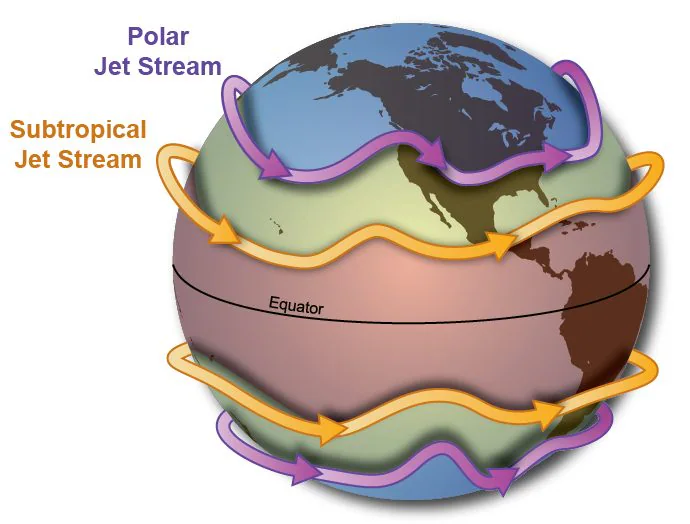 Polar
Jet Stream
Subtropical
Jet Stream
Equator